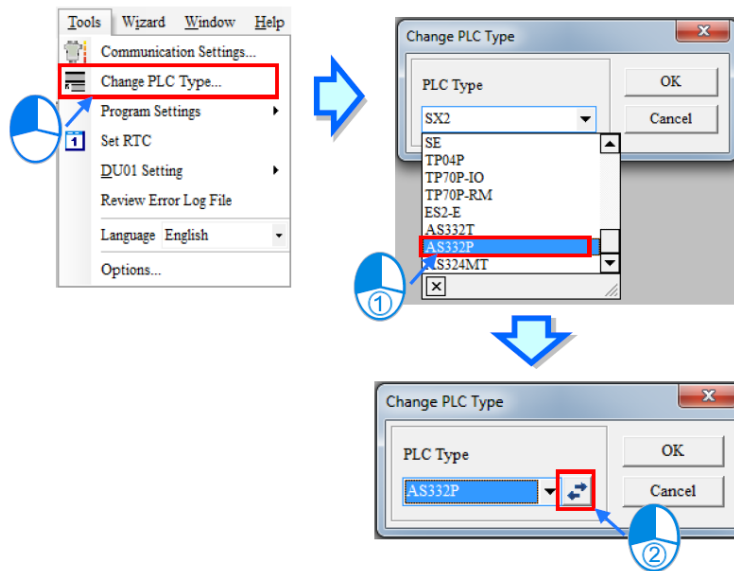 Tools Wizard Window Help
Communication Settings...
Change PLC Type...
Program Settings
1 Set RTC
DU01 Setting
Review Error Log File
Language English
Options...
Change PLC Type
PLC Type
OK
SX2
Cancel
SE
TP04P
TP70P-IO
TP70P-RM
ES2-E
AS332T
AS332P
AS324MT
1
Change PLC Type
PLC Type
OK
AS332P
Cancel
2